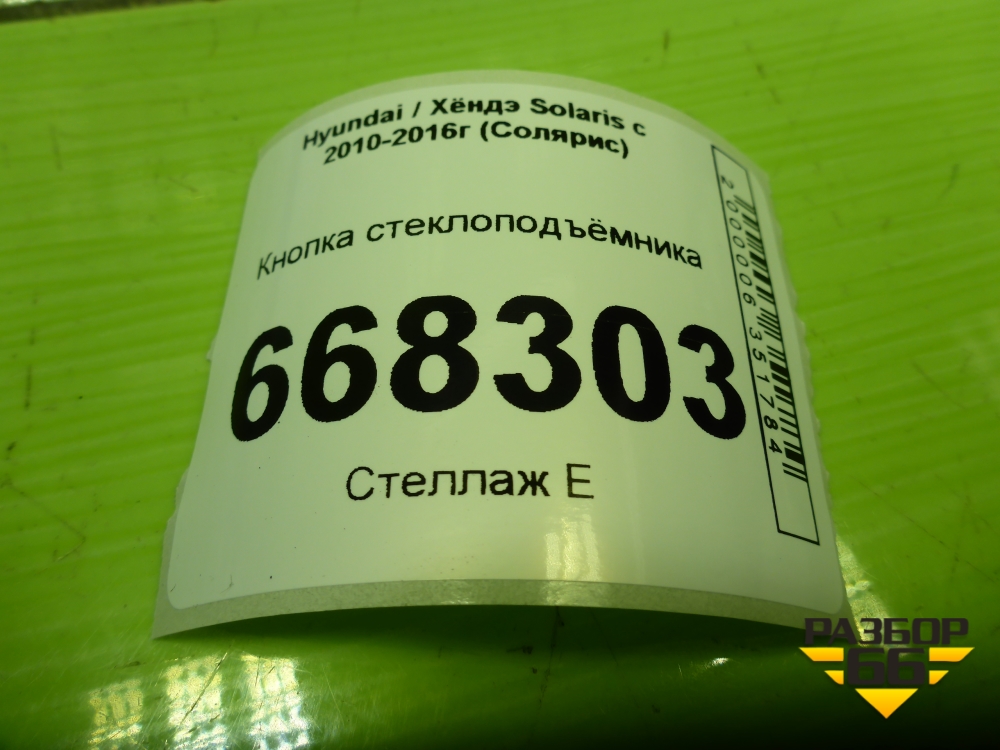 Hyundai / Хёндэ Solaris с
2010-2016г (Солярис)
Кнопка стеклоподъёмника
668303
Стеллаж Е
2000006351784
РАЗБОР
66